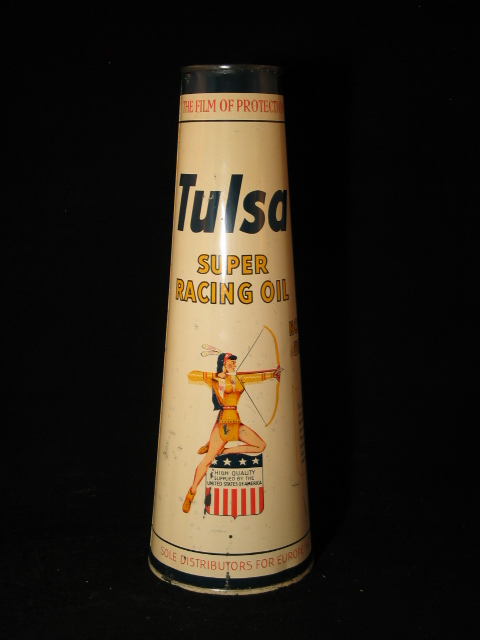 THE FILM OF PROTECTION
Tulsa
SUPER
RACING OIL
HIGH QUALITY
SUPPLIED BY THE
UNITED STATES OF AMERICA
SOLE DISTRIBUTORS FOR EUROPE